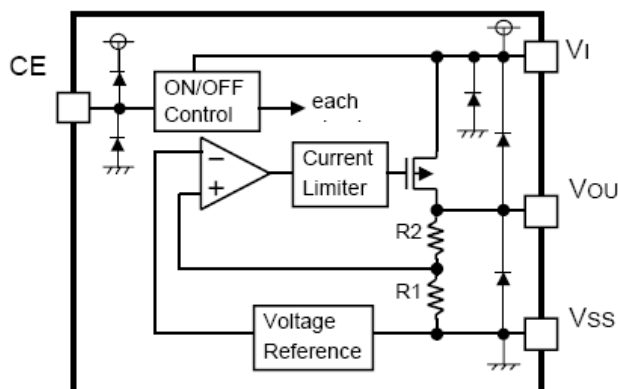 CE
VI
ON/OFF
Control
each
−
+
Current
Limiter
VOU
R2
R1
Voltage
Reference
VSS